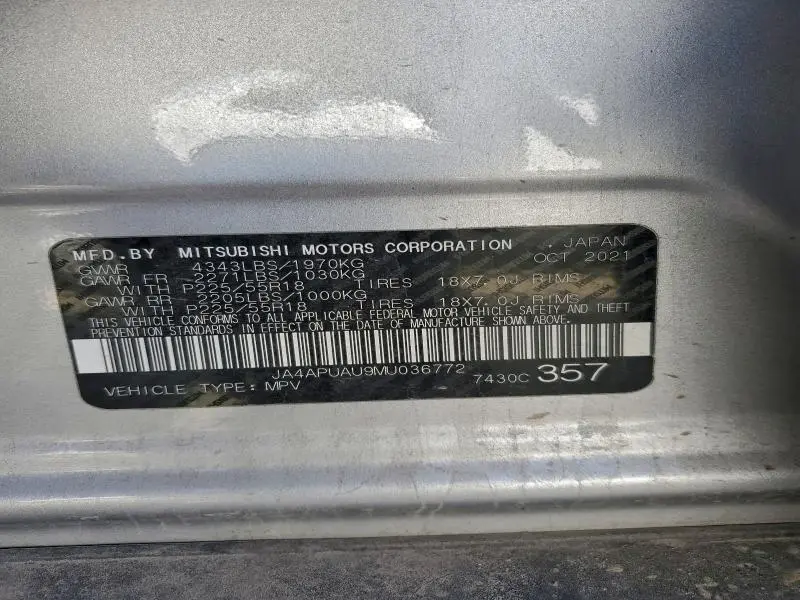 MFD.BY MITSUBISHI MOTORS CORPORATION . JAPAN
GVWR 4343LBS/1970KG OCT 2021
GAWR FR 2271LBS/1030KG
WITH P225/55R18 TIRES 18X7.0J RIMS
GAWR RR 2205LBS/1000KG
WITH P225/55R18 TIRES 18X7.0J RIMS
THIS VEHICLE CONFORMS TO ALL APPLICABLE FEDERAL MOTOR VEHICLE SAFETY AND THEFT
PREVENTION STANDARDS IN EFFECT ON THE DATE OF MANUFACTURE SHOWN ABOVE.
JA4APUAU9MU036772
VEHICLE TYPE: MPV 7430C 357